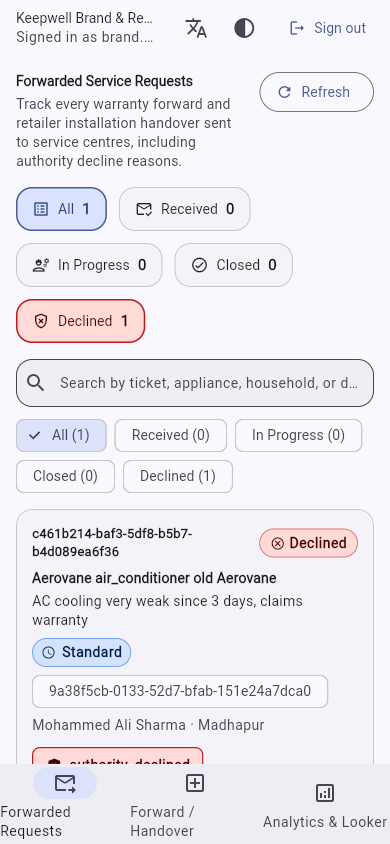 Keepwell Brand & Re…
Signed in as brand.…
Sign out
Forwarded Service Requests
Track every warranty forward and
retailer installation handover sent
to service centres, including
authority decline reasons.
Refresh
All 1
Received 0
In Progress 0
Closed 0
Declined 1
Search by ticket, appliance, household, or d…
All (1)
Received (0)
In Progress (0)
Closed (0)
Declined (1)
c461b214-baf3-5df8-b5b7-
b4d089ea6f36
Declined
Aerovane air_conditioner old Aerovane
AC cooling very weak since 3 days, claims
warranty
Standard
9a38f5cb-0133-52d7-bfab-151e24a7dca0
Mohammed Ali Sharma · Madhapur
authority_declined
Forwarded
Requests
Forward /
Handover
Analytics & Looker